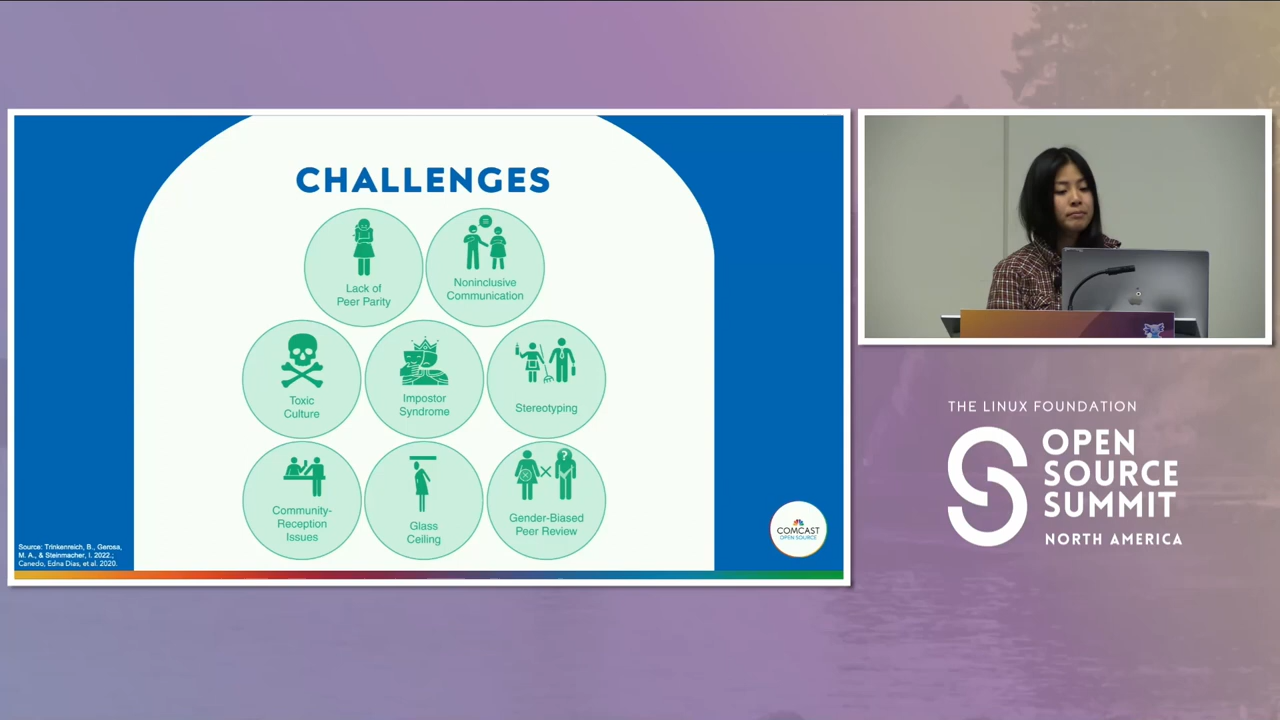 CHALLENGES
Lack of
Peer Parity
Noninclusive
Communication
Toxic
Culture
Impostor
Syndrome
Stereotyping
Community-
Reception
Issues
Glass
Ceiling
?
Gender-Biased
Peer Review
COMCAST
OPEN SOURCE
Source: Trinkenreich, B., Gerosa,
M. A., & Steinmacher, I. 2022.;
Canedo, Edna Dias, et al. 2020.
THE LINUX FOUNDATION
OPEN
SOURCE
SUMMIT
NORTH AMERICA